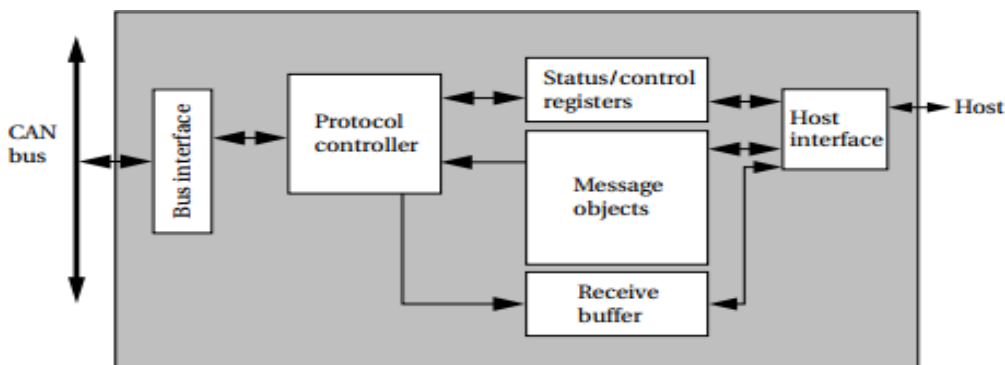 CAN
bus
Bus interface
Protocol
controller
Status/control
registers
Message
objects
Receive
buffer
Host
interface
Host